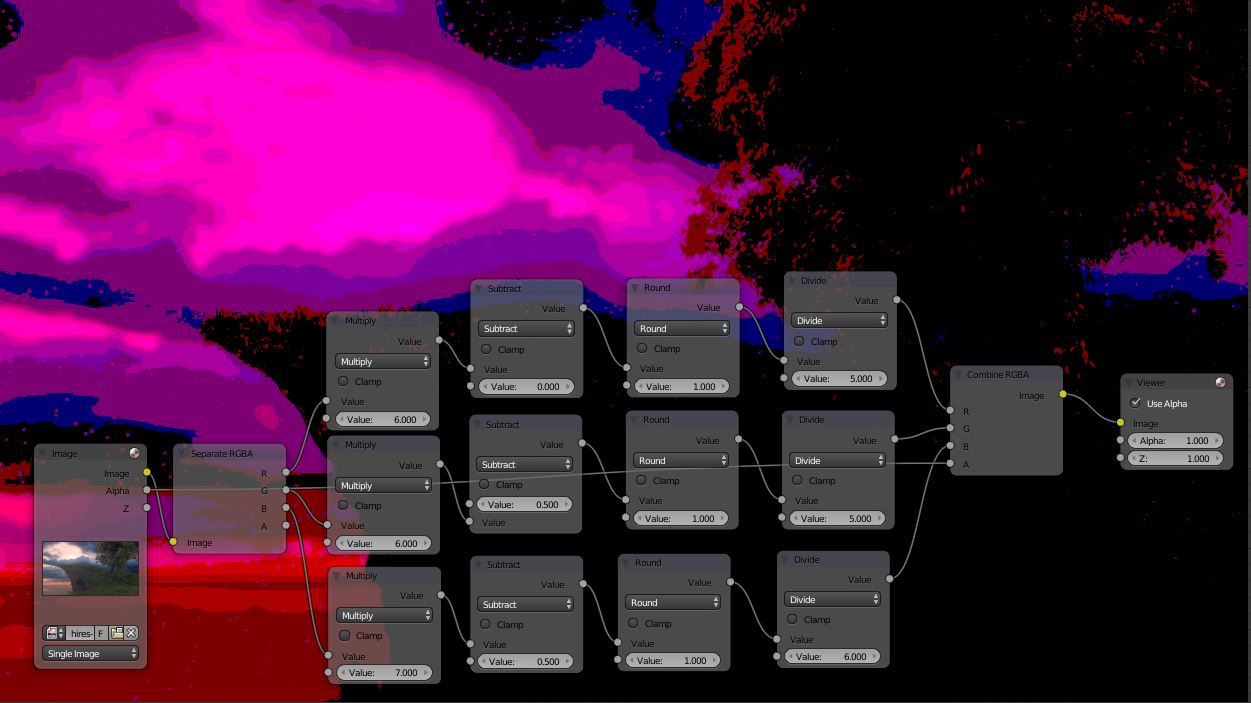 Image
Image
Alpha
Z
hires- F
Single Image
Separate RGBA
R
G
B
A
Image
Multiply
Value
Multiply
Clamp
Value
Value: 6.000
Multiply
Value
Multiply
Clamp
Value
Value: 6.000
Multiply
Value
Multiply
Clamp
Value
Value: 7.000
Subtract
Value
Subtract
Clamp
Value
Value: 0.000
Subtract
Value
Subtract
Clamp
Value: 0.500
Value
Subtract
Value
Subtract
Clamp
Value
Value: 0.500
Round
Value
Round
Clamp
Value
Value: 1.000
Round
Value
Round
Clamp
Value
Value: 1.000
Round
Value
Round
Clamp
Value
Value: 1.000
Divide
Value
Divide
Clamp
Value
Value: 5.000
Divide
Value
Divide
Clamp
Value
Value: 5.000
Divide
Value
Divide
Clamp
Value
Value: 6.000
Combine RGBA
Image
R
G
B
A
Viewer
Use Alpha
Image
Alpha: 1.000
Z: 1.000